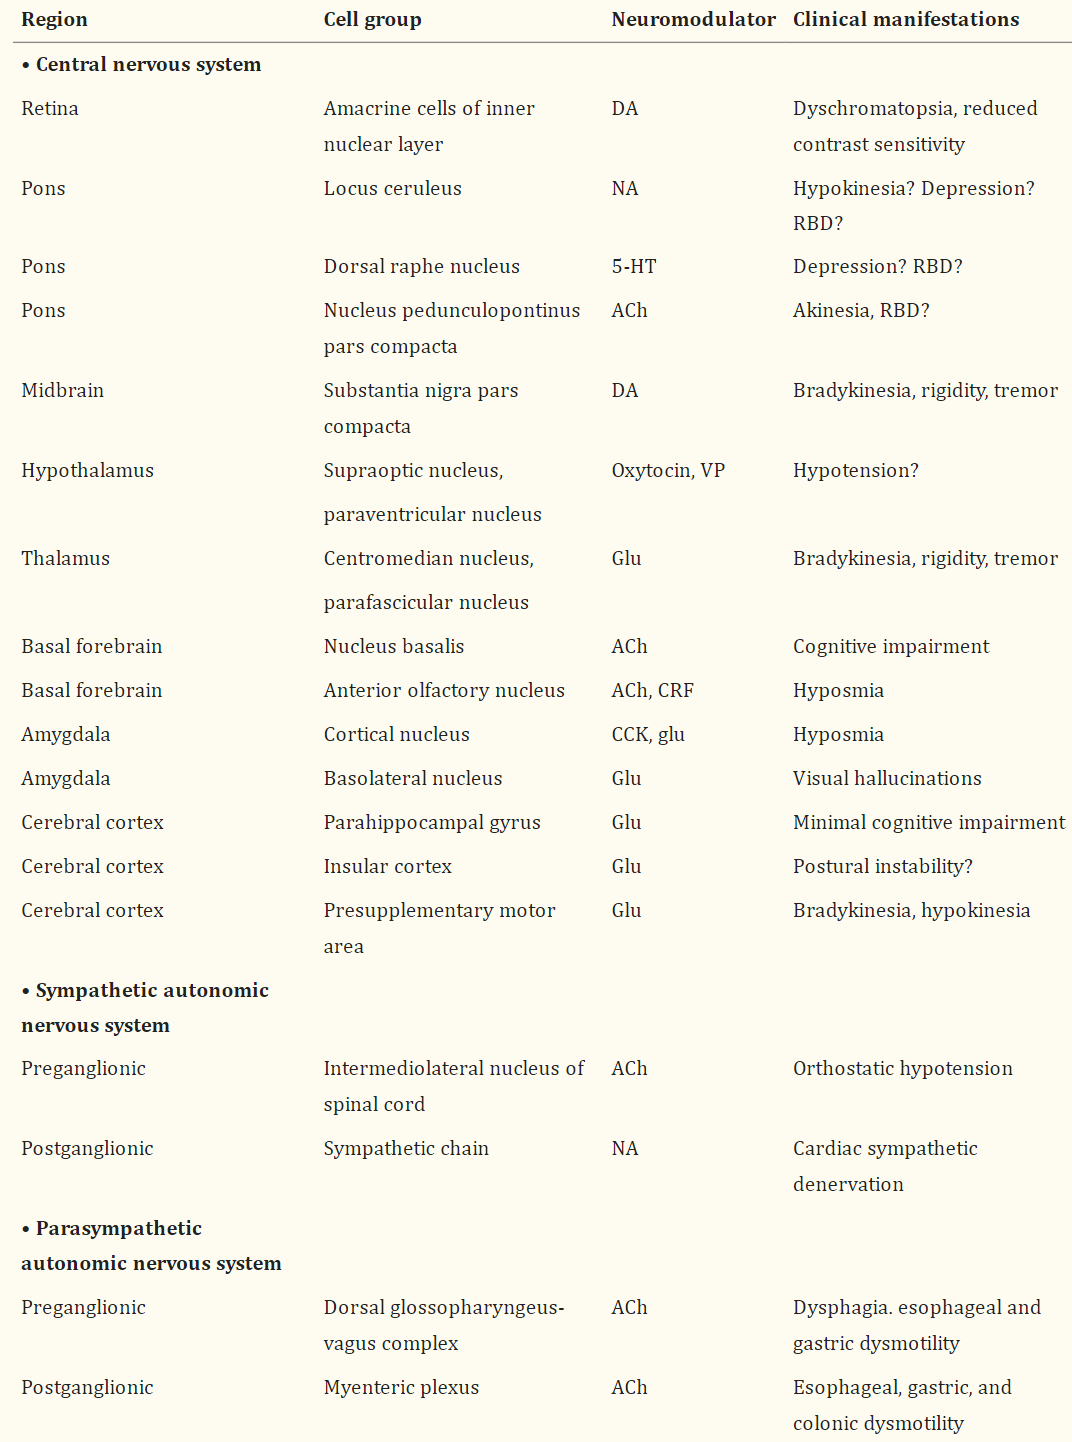 Region Cell group Neuromodulator Clinical manifestations
• Central nervous system
Retina Amacrine cells of inner nuclear layer DA Dyschromatopsia, reduced contrast sensitivity
Pons Locus ceruleus NA Hypokinesia? Depression? RBD?
Pons Dorsal raphe nucleus 5-HT Depression? RBD?
Pons Nucleus pedunculopontinus pars compacta ACh Akinesia, RBD?
Midbrain Substantia nigra pars compacta DA Bradykinesia, rigidity, tremor
Hypothalamus Supraoptic nucleus, paraventricular nucleus Oxytocin, VP Hypotension?
Thalamus Centromedian nucleus, parafascicular nucleus Glu Bradykinesia, rigidity, tremor
Basal forebrain Nucleus basalis ACh Cognitive impairment
Basal forebrain Anterior olfactory nucleus ACh, CRF Hyposmia
Amygdala Cortical nucleus CCK, glu Hyposmia
Amygdala Basolateral nucleus Glu Visual hallucinations
Cerebral cortex Parahippocampal gyrus Glu Minimal cognitive impairment
Cerebral cortex Insular cortex Glu Postural instability?
Cerebral cortex Presupplementary motor area Glu Bradykinesia, hypokinesia
• Sympathetic autonomic nervous system
Preganglionic Intermediolateral nucleus of spinal cord ACh Orthostatic hypotension
Postganglionic Sympathetic chain NA Cardiac sympathetic denervation
• Parasympathetic autonomic nervous system
Preganglionic Dorsal glossopharyngeus-vagus complex ACh Dysphagia. esophageal and gastric dysmotility
Postganglionic Myenteric plexus ACh Esophageal, gastric, and colonic dysmotility